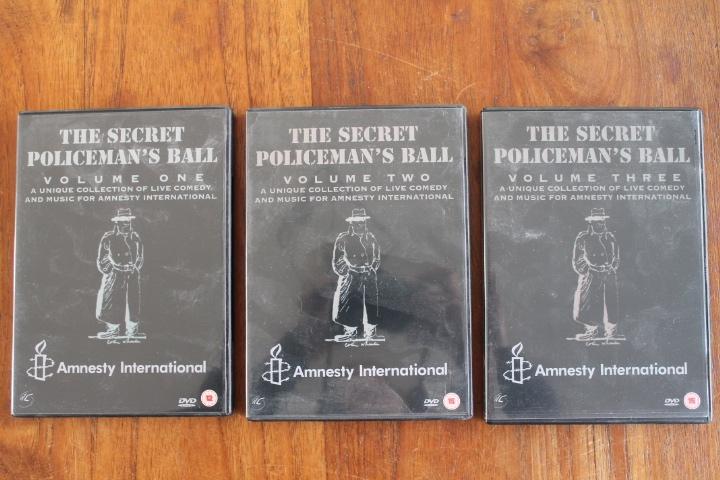 THE SECRET
POLICEMAN'S BALL
VOLUME ONE
A UNIQUE COLLECTION OF LIVE COMEDY
AND MUSIC FOR AMNESTY INTERNATIONAL
Amnesty International
DVD
12
THE SECRET
POLICEMAN'S BALL
VOLUME TWO
A UNIQUE COLLECTION OF LIVE COMEDY
AND MUSIC FOR AMNESTY INTERNATIONAL
Amnesty International
DVD
15
THE SECRET
POLICEMAN'S BALL
VOLUME THREE
A UNIQUE COLLECTION OF LIVE COMEDY
AND MUSIC FOR AMNESTY INTERNATIONAL
Amnesty International
DVD
15